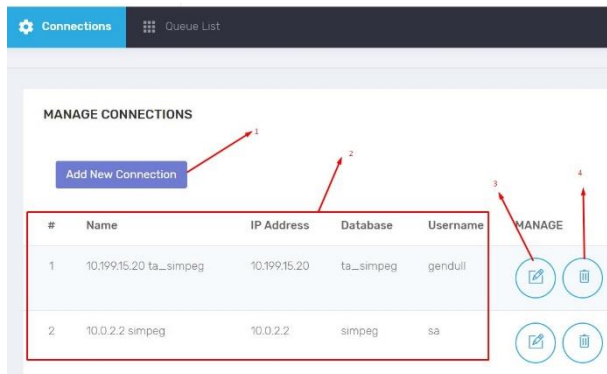 Connections Queue List
MANAGE CONNECTIONS
1
2
Add New Connection
3
4
# Name IP Address Database Username MANAGE
1 10.199.15.20 ta_simpeg 10.199.15.20 ta_simpeg gendull
2 10.0.2.2 simpeg 10.0.2.2 simpeg sa